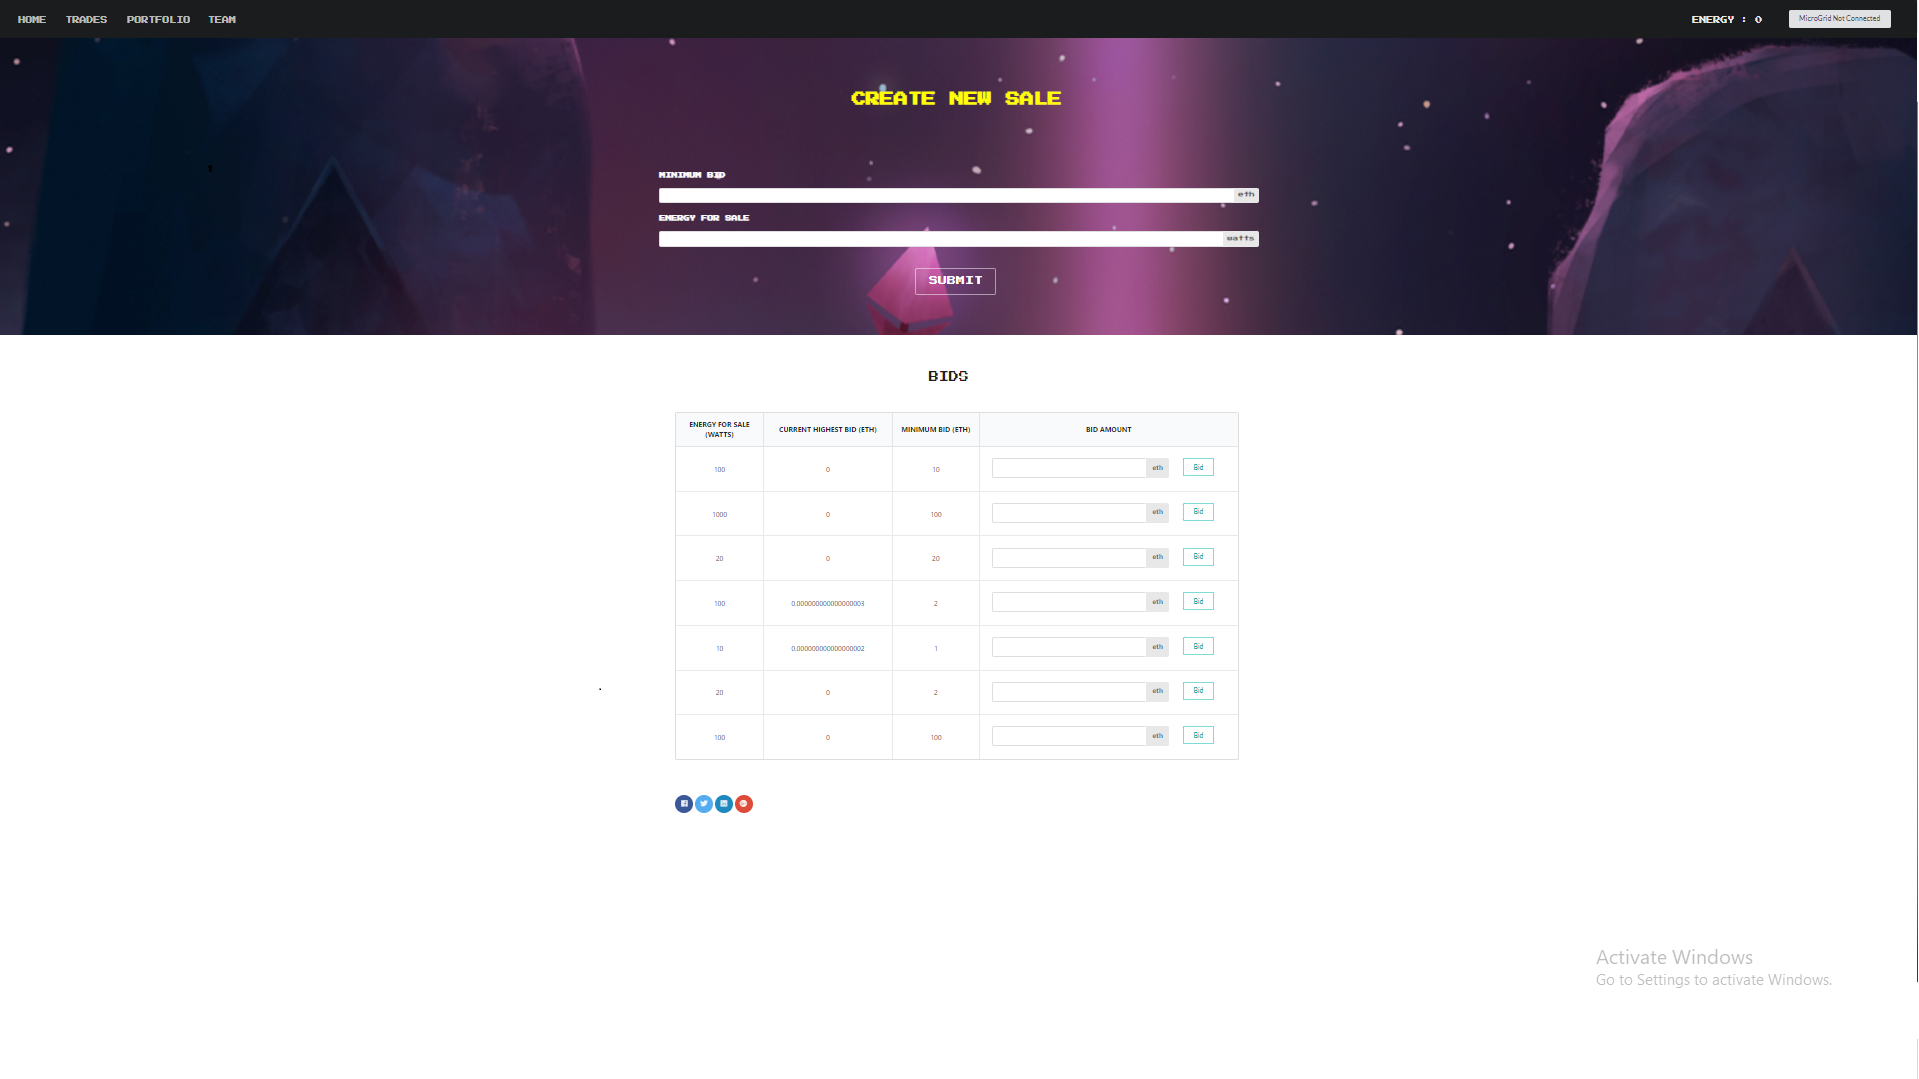 HOME TRADES PORTFOLIO TEAM ENERGY : 0 MicroGrid Not Connected
CREATE NEW SALE
MINIMUM BID
eth
ENERGY FOR SALE
watts
SUBMIT
BIDS
ENERGY FOR SALE (WATTS) CURRENT HIGHEST BID (ETH) MINIMUM BID (ETH) BID AMOUNT
100 0 10 eth Bid
1000 0 100 eth Bid
20 0 20 eth Bid
100 0.000000000000000003 2 eth Bid
10 0.000000000000000002 1 eth Bid
20 0 2 eth Bid
100 0 100 eth Bid
Activate Windows
Go to Settings to activate Windows.